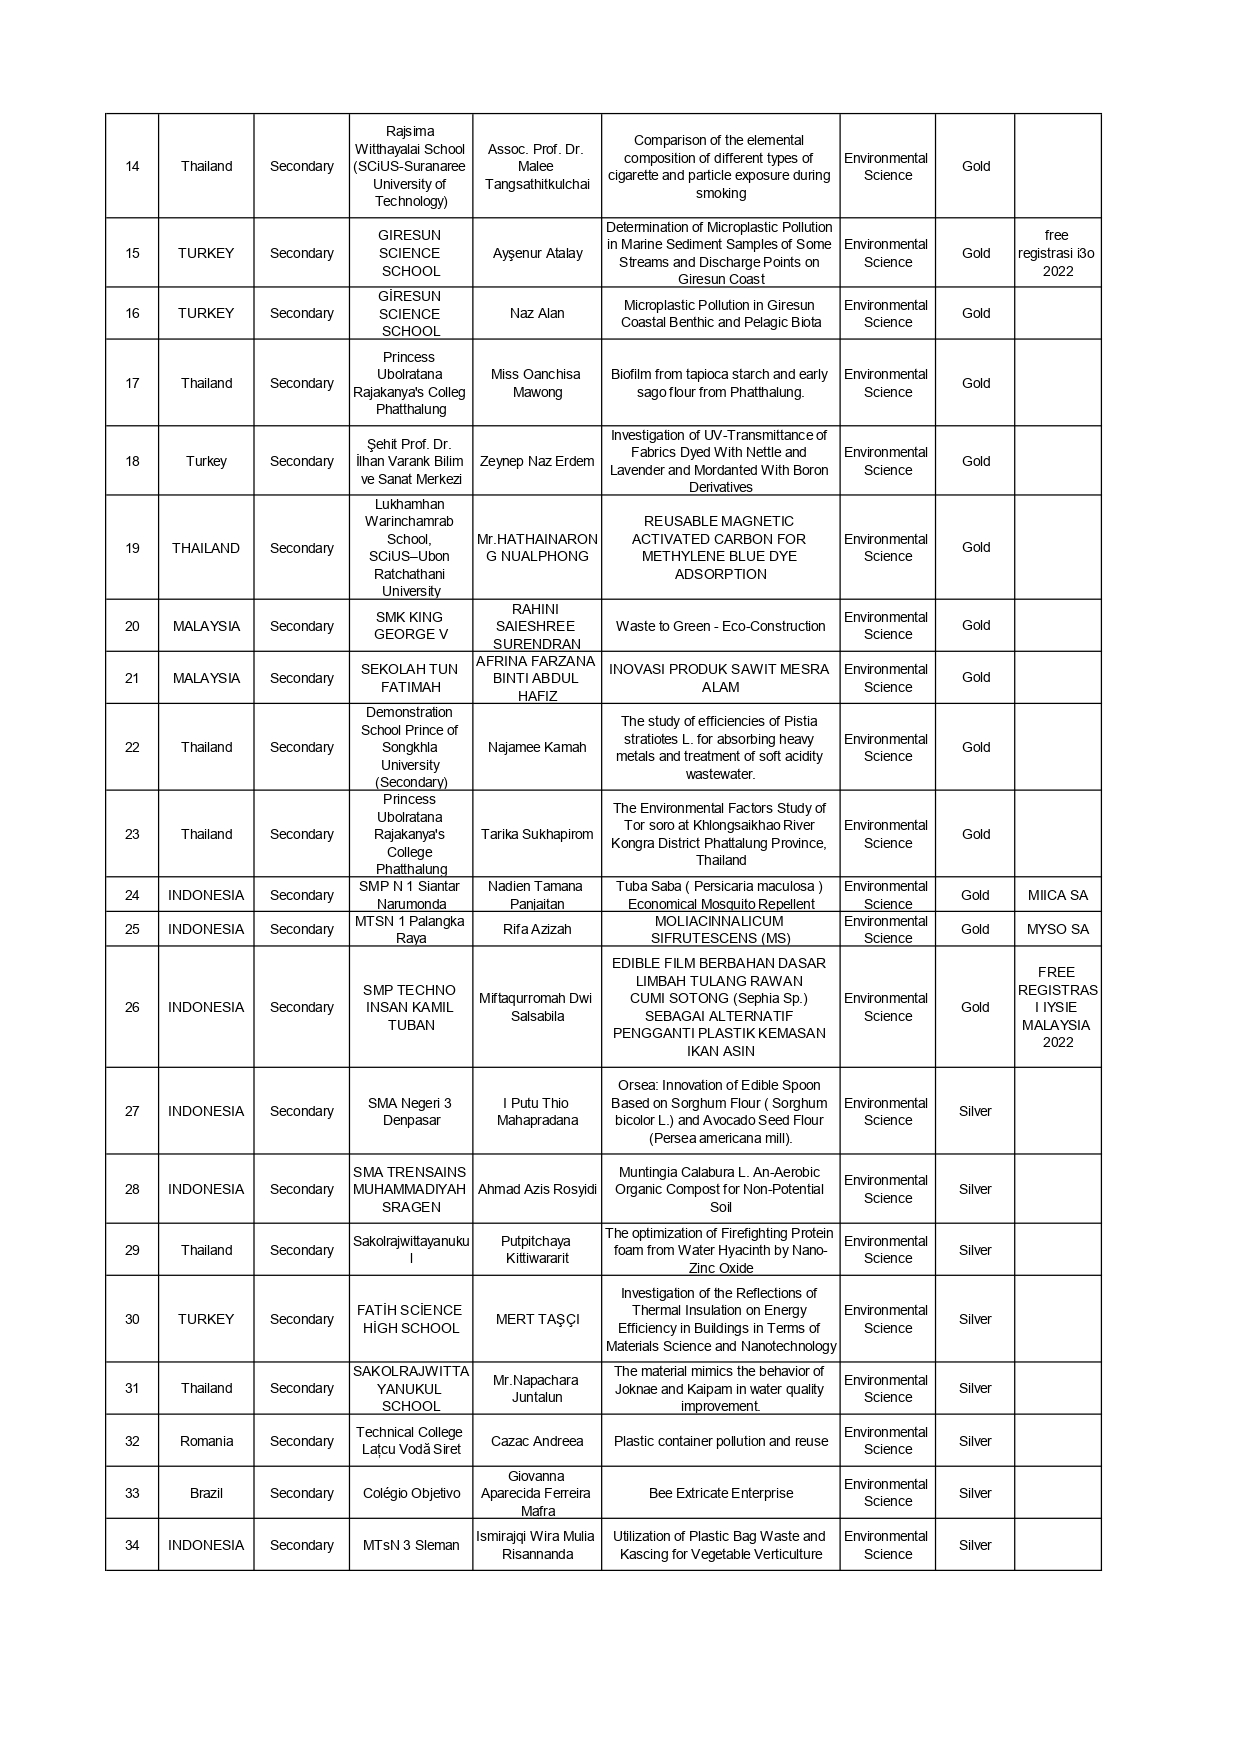 14
Thailand
Secondary
Rajsima
Witthayalai School
(SCiUS-Suranaree
University of
Technology)
Assoc. Prof. Dr.
Malee
Tangsathitkulchai
Comparison of the elemental
composition of different types of
cigarette and particle exposure during
smoking
Environmental
Science
Gold
15
TURKEY
Secondary
GIRESUN
SCIENCE
SCHOOL
Ayşenur Atalay
Determination of Microplastic Pollution
in Marine Sediment Samples of Some
Streams and Discharge Points on
Giresun Coast
Environmental
Science
Gold
free
registrasi i3o
2022
16
TURKEY
Secondary
GİRESUN
SCIENCE
SCHOOL
Naz Alan
Microplastic Pollution in Giresun
Coastal Benthic and Pelagic Biota
Environmental
Science
Gold
17
Thailand
Secondary
Princess
Ubolratana
Rajakanya's Colleg
Phatthalung
Miss Oanchisa
Mawong
Biofilm from tapioca starch and early
sago flour from Phatthalung.
Environmental
Science
Gold
18
Turkey
Secondary
Şehit Prof. Dr.
İlhan Varank Bilim
ve Sanat Merkezi
Zeynep Naz Erdem
Investigation of UV-Transmittance of
Fabrics Dyed With Nettle and
Lavender and Mordanted With Boron
Derivatives
Environmental
Science
Gold
19
THAILAND
Secondary
Lukhamhan
Warinchamrab
School,
SCiUS–Ubon
Ratchathani
University
Mr.HATHAINARON
G NUALPHONG
REUSABLE MAGNETIC
ACTIVATED CARBON FOR
METHYLENE BLUE DYE
ADSORPTION
Environmental
Science
Gold
20
MALAYSIA
Secondary
SMK KING
GEORGE V
RAHINI
SAIESHREE
SURENDRAN
Waste to Green - Eco-Construction
Environmental
Science
Gold
21
MALAYSIA
Secondary
SEKOLAH TUN
FATIMAH
AFRINA FARZANA
BINTI ABDUL
HAFIZ
INOVASI PRODUK SAWIT MESRA
ALAM
Environmental
Science
Gold
22
Thailand
Secondary
Demonstration
School Prince of
Songkhla
University
(Secondary)
Najamee Kamah
The study of efficiencies of Pistia
stratiotes L. for absorbing heavy
metals and treatment of soft acidity
wastewater.
Environmental
Science
Gold
23
Thailand
Secondary
Princess
Ubolratana
Rajakanya's
College
Phatthalung
Tarika Sukhapirom
The Environmental Factors Study of
Tor soro at Khlongsaikhao River
Kongra District Phattalung Province,
Thailand
Environmental
Science
Gold
24
INDONESIA
Secondary
SMP N 1 Siantar
Narumonda
Nadien Tamana
Panjaitan
Tuba Saba ( Persicaria maculosa )
Economical Mosquito Repellent
Environmental
Science
Gold
MIICA SA
25
INDONESIA
Secondary
MTSN 1 Palangka
Raya
Rifa Azizah
MOLIACINNALICUM
SIFRUTESCENS (MS)
Environmental
Science
Gold
MYSO SA
26
INDONESIA
Secondary
SMP TECHNO
INSAN KAMIL
TUBAN
Miftaqurromah Dwi
Salsabila
EDIBLE FILM BERBAHAN DASAR
LIMBAH TULANG RAWAN
CUMI SOTONG (Sephia Sp.)
SEBAGAI ALTERNATIF
PENGGANTI PLASTIK KEMASAN
IKAN ASIN
Environmental
Science
Gold
FREE
REGISTRAS
I IYSIE
MALAYSIA
2022
27
INDONESIA
Secondary
SMA Negeri 3
Denpasar
I Putu Thio
Mahapradana
Orsea: Innovation of Edible Spoon
Based on Sorghum Flour ( Sorghum
bicolor L.) and Avocado Seed Flour
(Persea americana mill).
Environmental
Science
Silver
28
INDONESIA
Secondary
SMA TRENSAINS
MUHAMMADIYAH
SRAGEN
Ahmad Azis Rosyidi
Muntingia Calabura L. An-Aerobic
Organic Compost for Non-Potential
Soil
Environmental
Science
Silver
29
Thailand
Secondary
Sakolrajwittayanuku
l
Putpitchaya
Kittiwararit
The optimization of Firefighting Protein
foam from Water Hyacinth by Nano-
Zinc Oxide
Environmental
Science
Silver
30
TURKEY
Secondary
FATİH SCİENCE
HİGH SCHOOL
MERT TAŞÇI
Investigation of the Reflections of
Thermal Insulation on Energy
Efficiency in Buildings in Terms of
Materials Science and Nanotechnology
Environmental
Science
Silver
31
Thailand
Secondary
SAKOLRAJWITTA
YANUKUL
SCHOOL
Mr.Napachara
Juntalun
The material mimics the behavior of
Joknae and Kaipam in water quality
improvement.
Environmental
Science
Silver
32
Romania
Secondary
Technical College
Lațcu Vodă Siret
Cazac Andreea
Plastic container pollution and reuse
Environmental
Science
Silver
33
Brazil
Secondary
Colégio Objetivo
Giovanna
Aparecida Ferreira
Mafra
Bee Extricate Enterprise
Environmental
Science
Silver
34
INDONESIA
Secondary
MTsN 3 Sleman
Ismirajqi Wira Mulia
Risannanda
Utilization of Plastic Bag Waste and
Kascing for Vegetable Verticulture
Environmental
Science
Silver